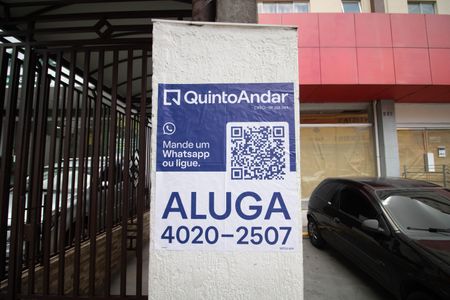 QuintoAndar
Mande um
Whatsapp
ou ligue.
ALUGA
4020-2507